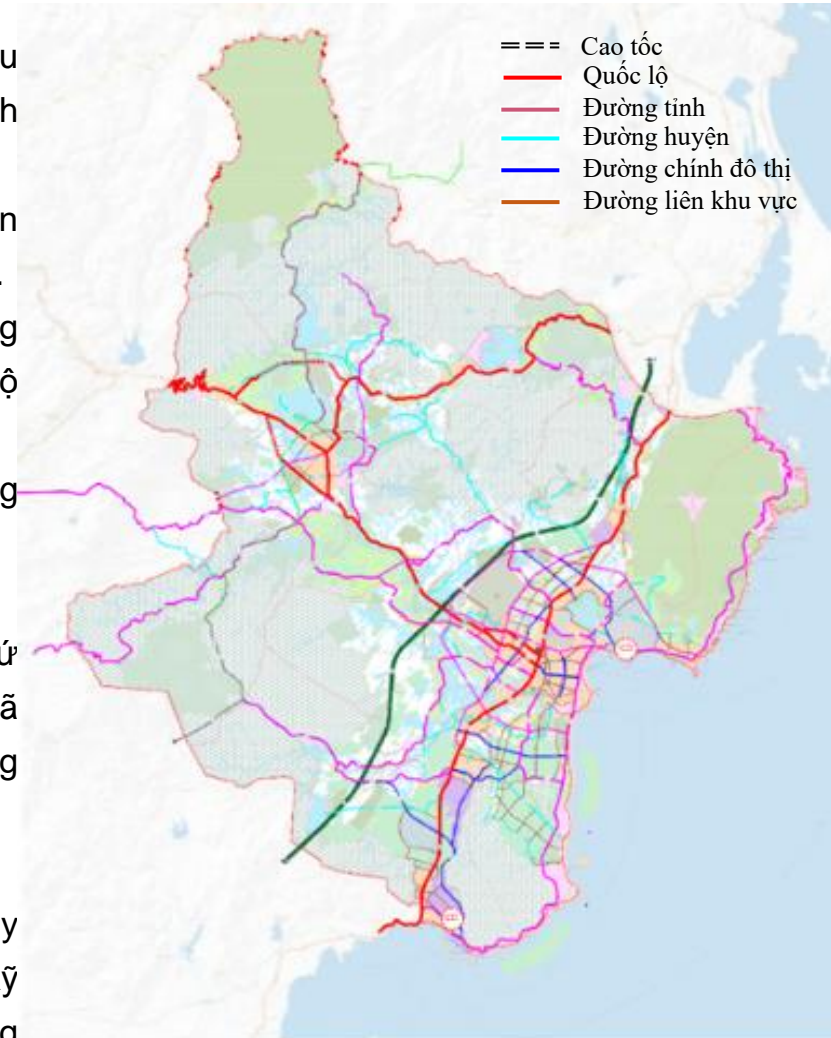 Cao tốc
Quốc lộ
Đường tỉnh
Đường huyện
Đường chính đô thị
Đường liên khu vực
u
h
n
g
ộ
g
ứ
ã
g
y
ỹ
g